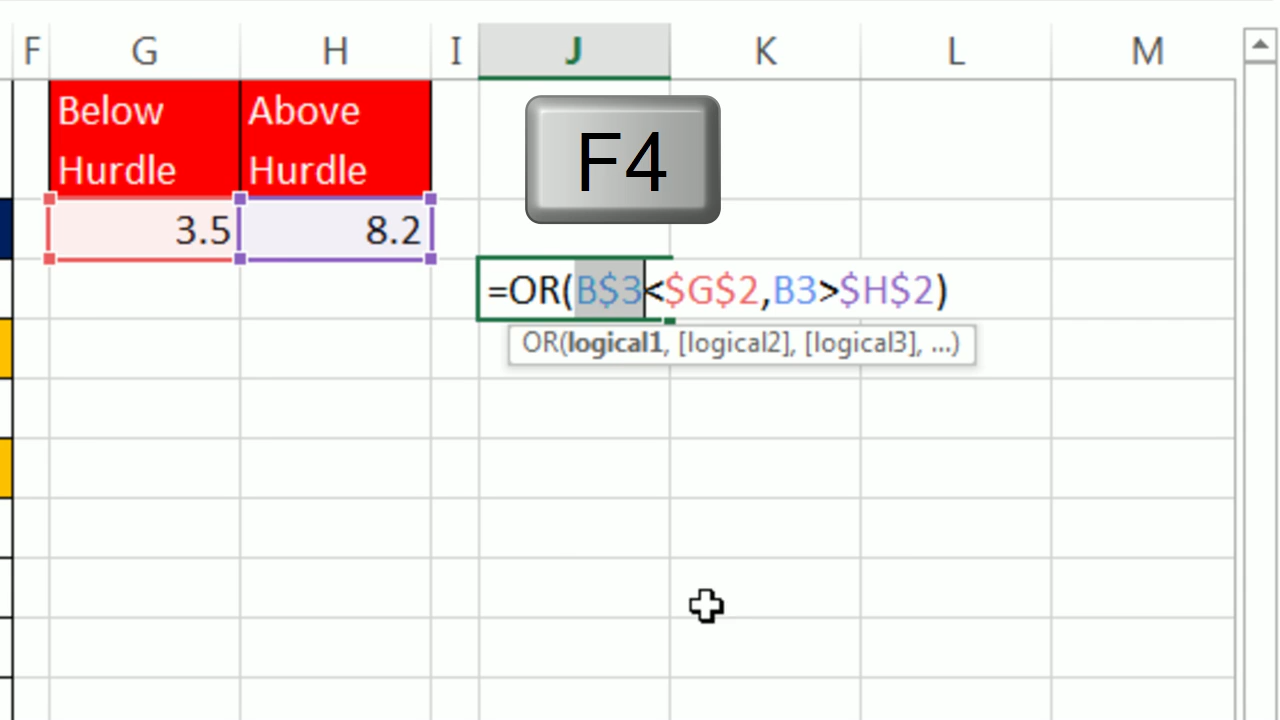 F G H I J K L M
Below Hurdle
Above Hurdle
F4
3.5 8.2
=OR(B$3<$G$2,B3>$H$2)
OR(logical1, [logical2], [logical3], ...)